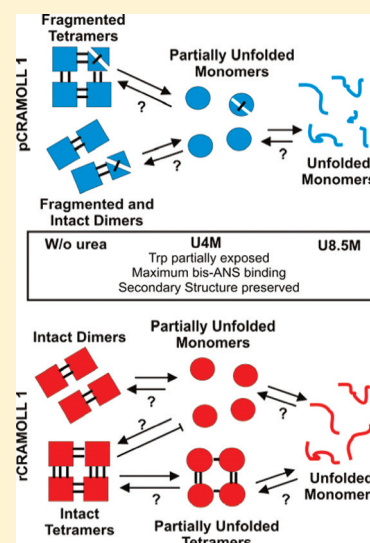 Fragmented
Tetramers
Partially Unfolded
Monomers
pCRAMOLL 1
?
?
?
Unfolded
Monomers
Fragmented and
Intact Dimers
W/o urea U4M U8.5M
Trp partially exposed
Maximum bis-ANS binding
Secondary Structure preserved
Intact Dimers
Partially Unfolded
Monomers
rCRAMOLL 1
?
?
?
?
?
Unfolded
Monomers
Intact
Tetramers
Partially Unfolded
Tetramers